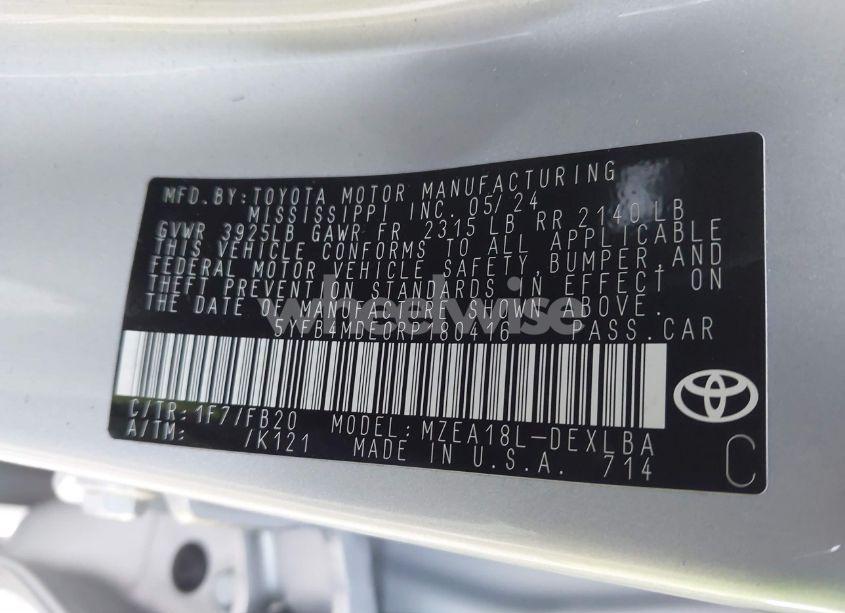 MFD.BY:TOYOTA MOTOR MANUFACTURING
MISSISSIPPI INC. 05/24
GVWR 3925LB GAWR FR 2315 LB RR 2140 LB
THIS VEHICLE CONFORMS TO ALL APPLICABLE
FEDERAL MOTOR VEHICLE SAFETY,BUMPER,AND
THEFT PREVENTION STANDARDS IN EFFECT ON
THE DATE OF MANUFACTURE SHOWN ABOVE.
wheelwise
PASS.CAR
C/TR: 1F7/FB20 MODEL:MZEA18L-DEXLBA
A/TM: /K121 MADE IN U.S.A. 714
C